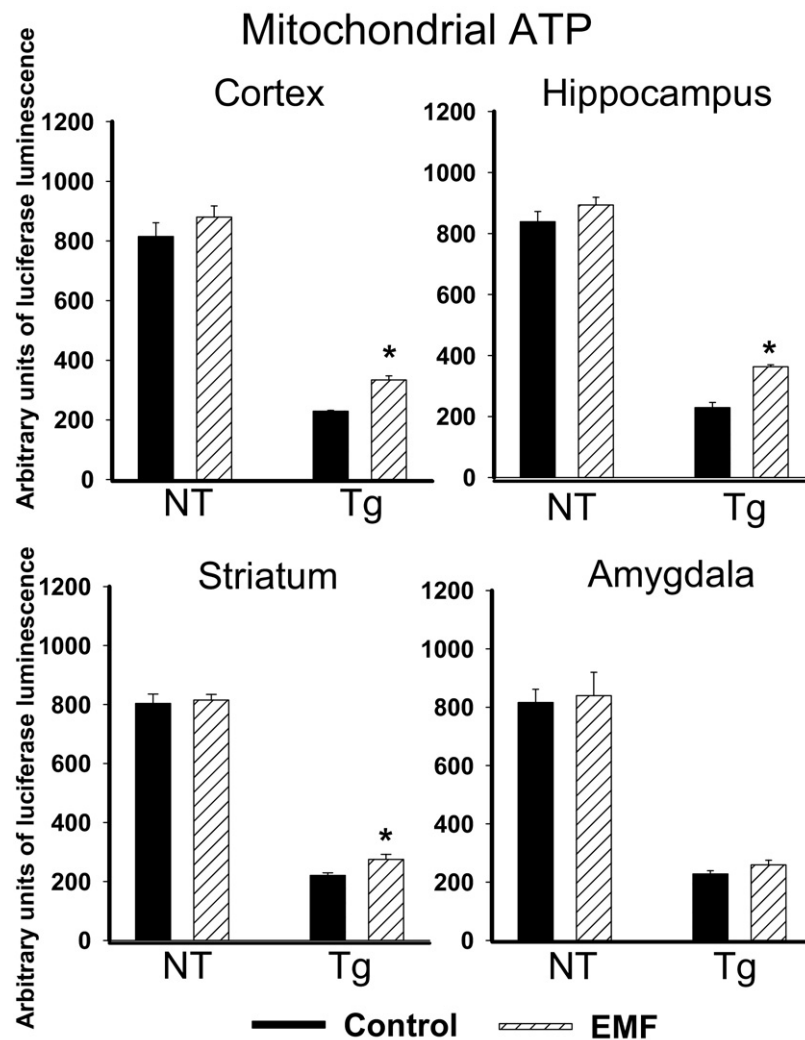 Mitochondrial ATP
Cortex
Hippocampus
Arbitrary units of luciferase luminescence
1200
1000
800
600
400
200
0
*
NT
Tg
1200
1000
800
600
400
200
0
*
NT
Tg
Striatum
Amygdala
Arbitrary units of luciferase luminescence
1200
1000
800
600
400
200
0
*
NT
Tg
1200
1000
800
600
400
200
0
NT
Tg
Control
EMF